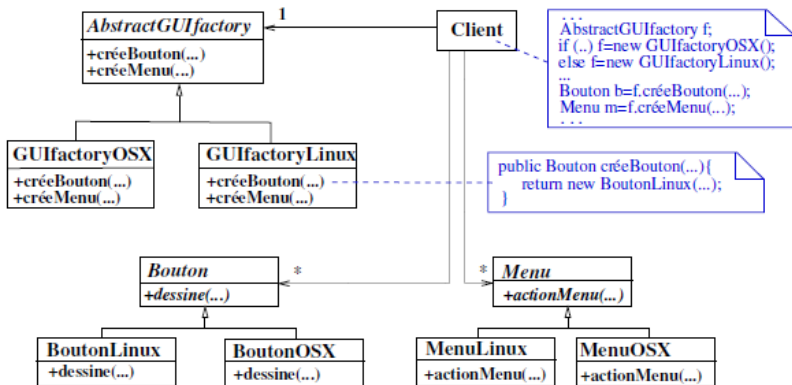 AbstractGUIfactory
+créeBouton(...)
+créeMenu(...)
1
Client
. . .
AbstractGUIfactory f;
if (..) f=new GUIfactoryOSX();
else f=new GUIfactoryLinux();
...
Bouton b=f.créeBouton(...);
Menu m=f.créeMenu(...);
. . .
GUIfactoryOSX
+créeBouton(...)
+créeMenu(...)
GUIfactoryLinux
+créeBouton(...)
+créeMenu(...)
public Bouton créeBouton(...){
return new BoutonLinux(...);
}
Bouton
+dessine(...)
*
*
Menu
+actionMenu(...)
BoutonLinux
+dessine(...)
BoutonOSX
+dessine(...)
MenuLinux
+actionMenu(...)
MenuOSX
+actionMenu(...)